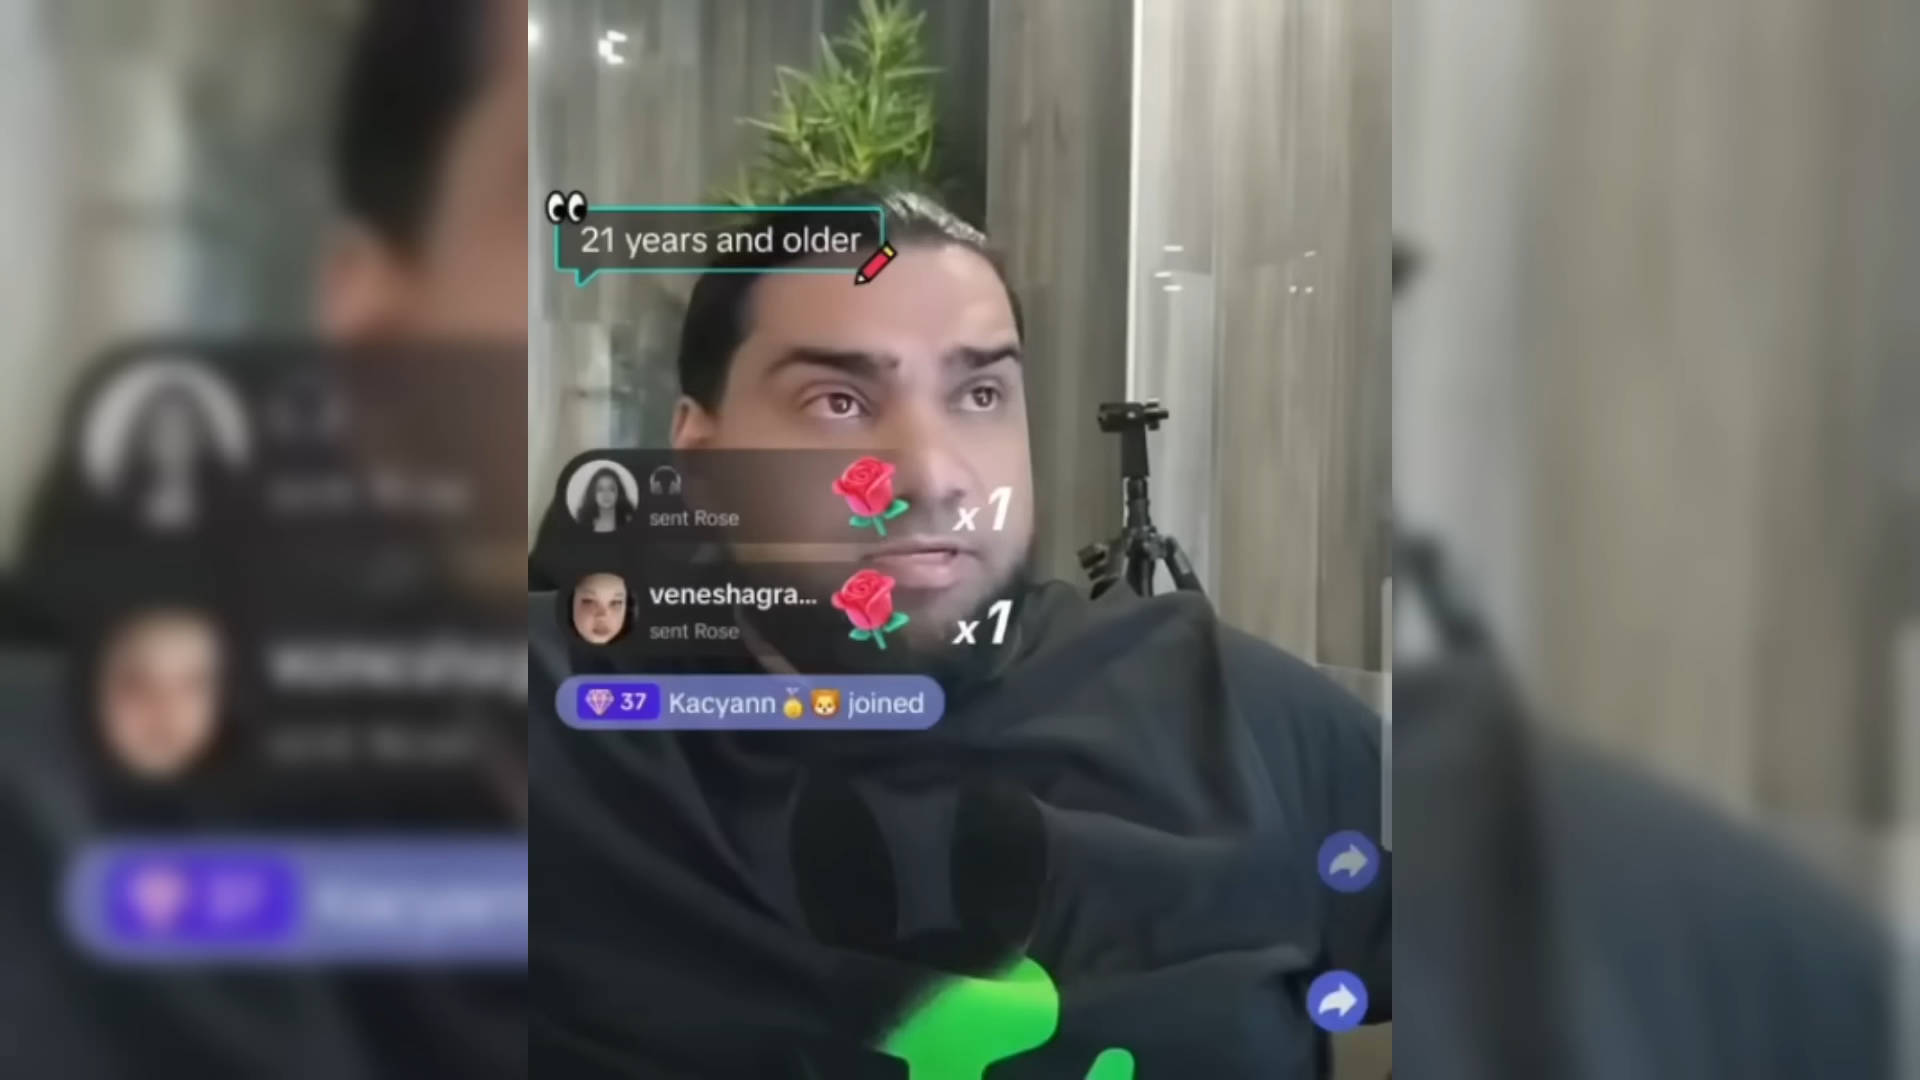 21 years and older
sent Rose
x1
veneshagra...
sent Rose
x1
37 Kacyann🏅🐯 joined